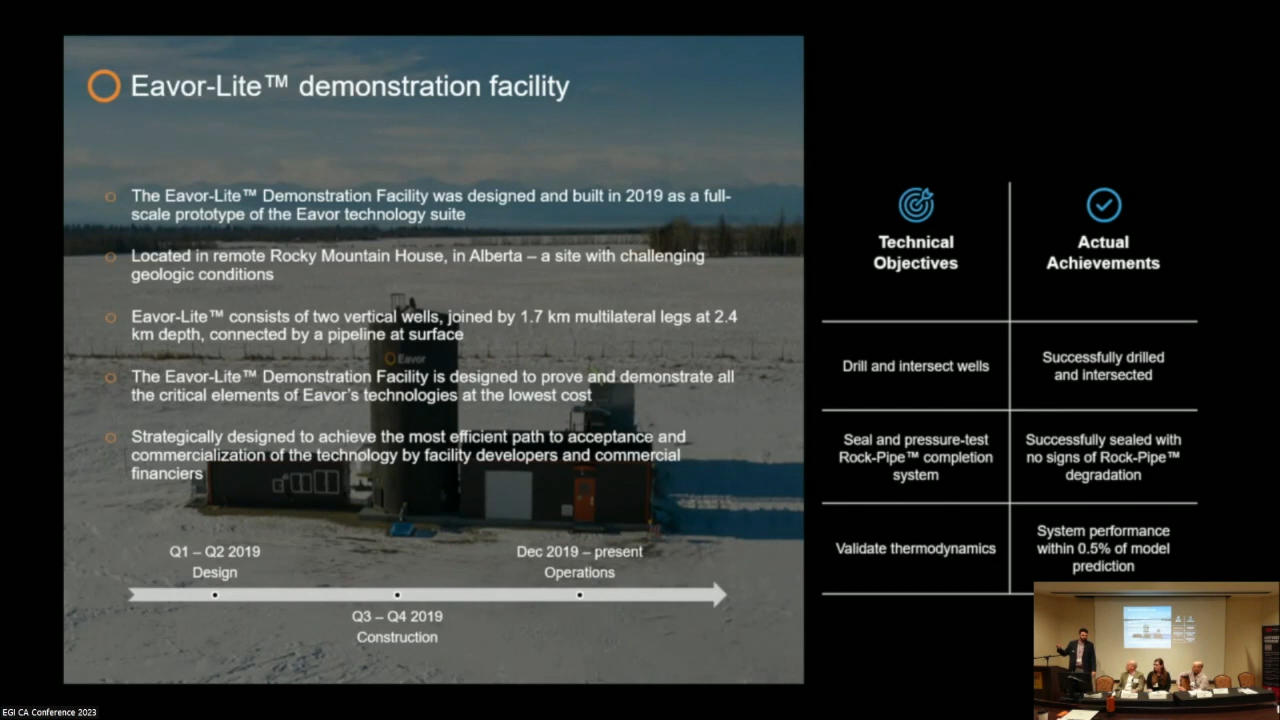 Eavor-Lite™ demonstration facility
The Eavor-Lite™ Demonstration Facility was designed and built in 2019 as a full-
scale prototype of the Eavor technology suite
Located in remote Rocky Mountain House, in Alberta – a site with challenging
geologic conditions
Eavor-Lite™ consists of two vertical wells, joined by 1.7 km multilateral legs at 2.4
km depth, connected by a pipeline at surface
Eavor
The Eavor-Lite™ Demonstration Facility is designed to prove and demonstrate all
the critical elements of Eavor's technologies at the lowest cost
Strategically designed to achieve the most efficient path to acceptance and
commercialization of the technology by facility developers and commercial
financiers
Q1 – Q2 2019
Design
Dec 2019 – present
Operations
Q3 – Q4 2019
Construction
Technical
Objectives
Actual
Achievements
Drill and intersect wells
Successfully drilled
and intersected
Seal and pressure-test
Rock-Pipe™ completion
system
Successfully sealed with
no signs of Rock-Pipe™
degradation
Validate thermodynamics
System performance
within 0.5% of model
prediction
EGI CA Conference 2023